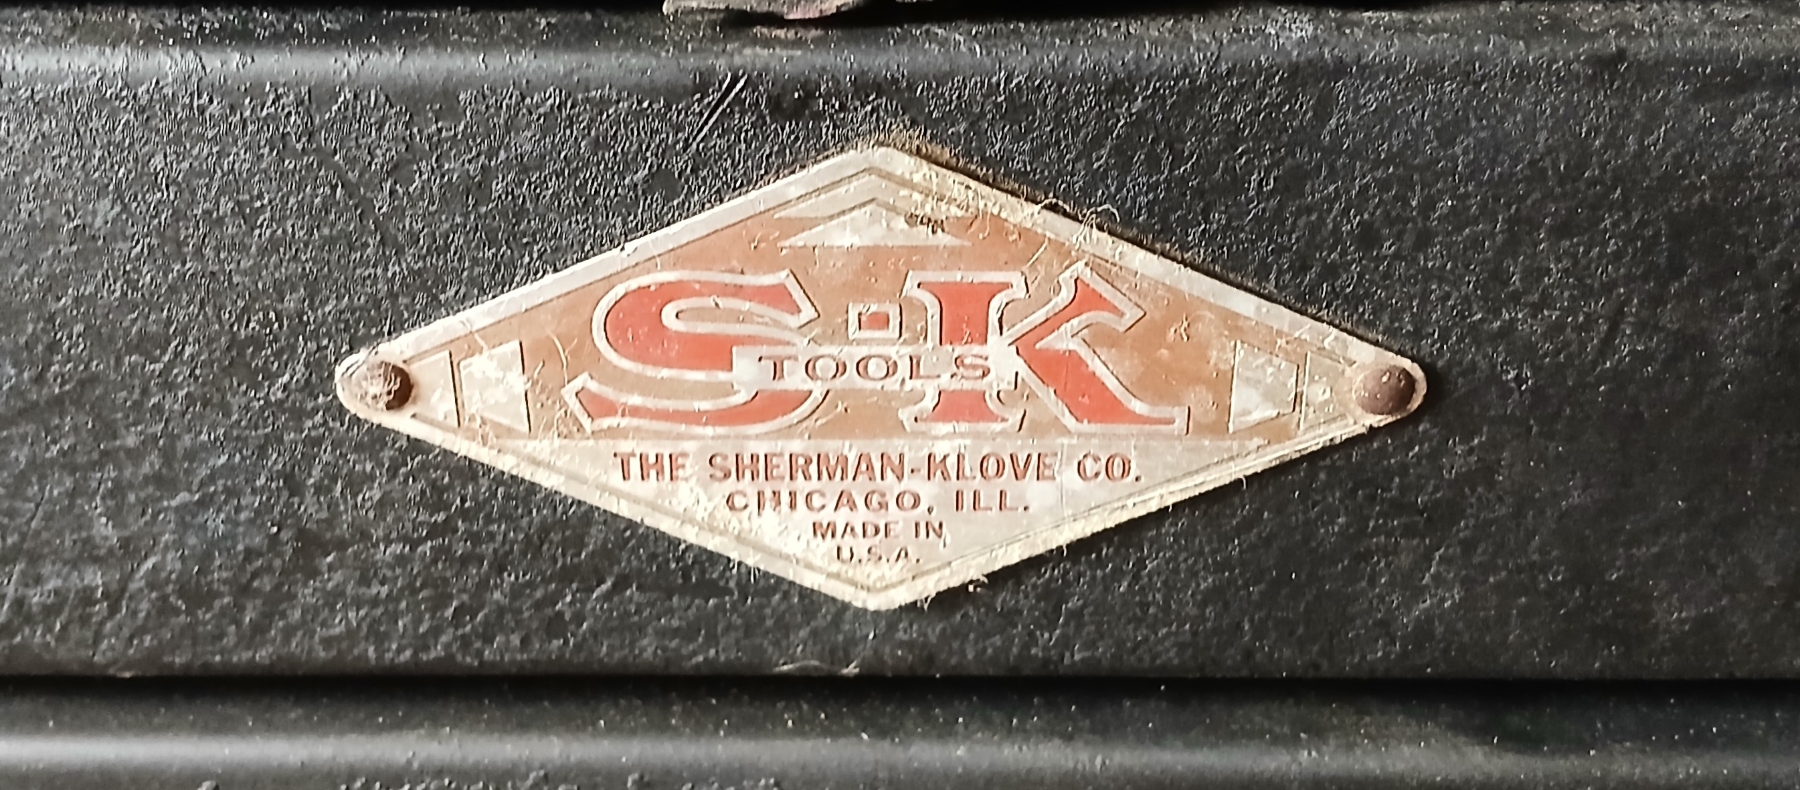 S·K
TOOLS
THE SHERMAN-KLOVE CO.
CHICAGO, ILL.
MADE IN
U.S.A.